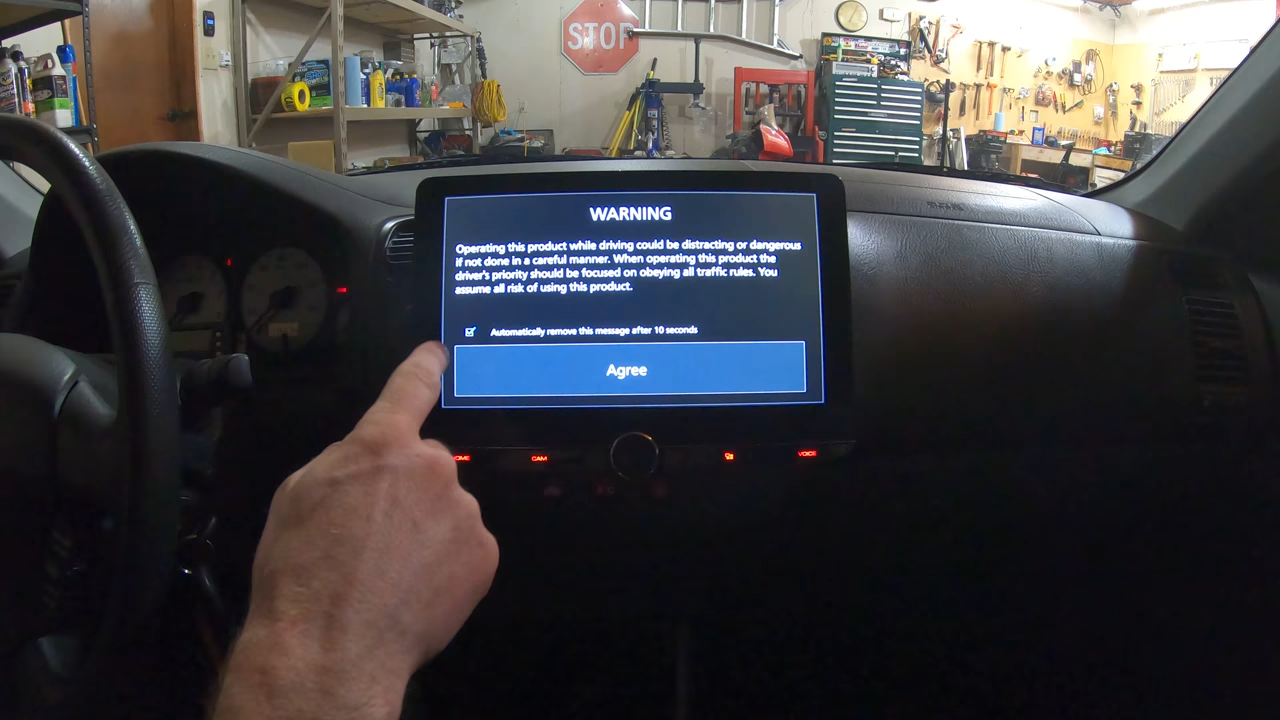 STOP
WARNING
Operating this product while driving could be distracting or dangerous
if not done in a careful manner. When operating this product the
driver's priority should be focused on obeying all traffic rules. You
assume all risk of using this product.
Automatically remove this message after 10 seconds
Agree
CAM
VOICE